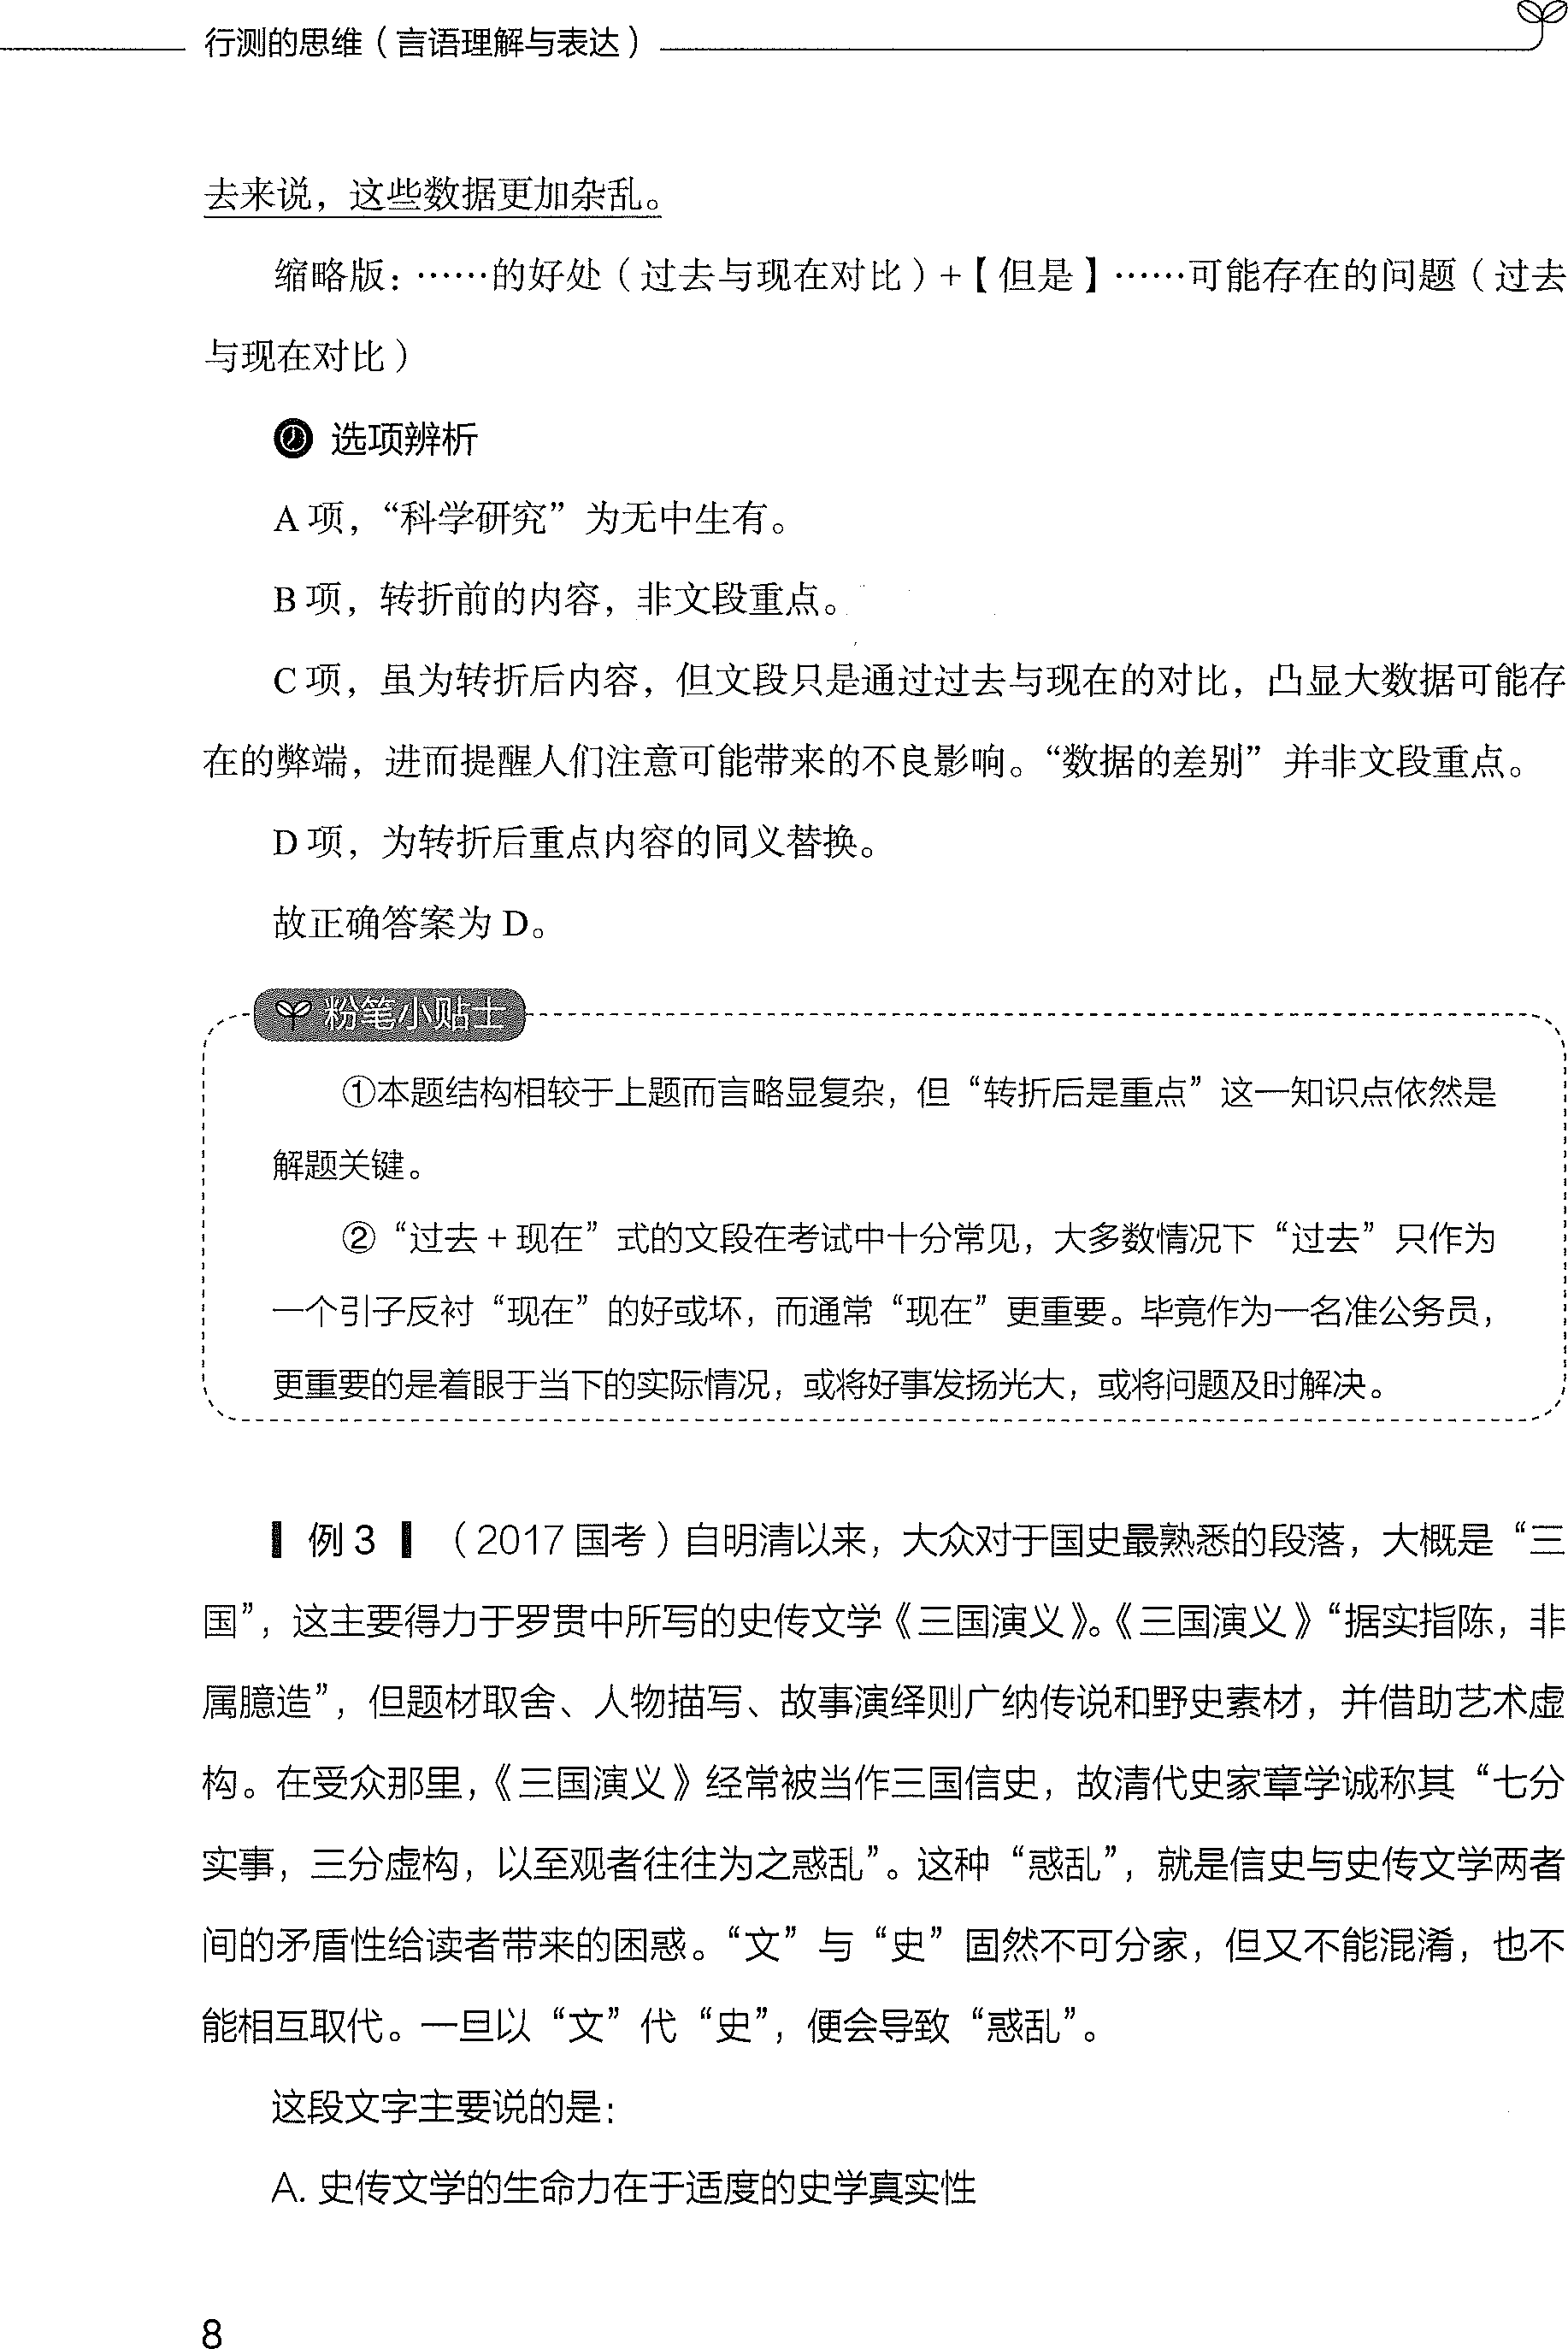 行测的思维（言语理解与表达）
去来说，这些数据更加杂乱。
缩略版：……的好处（过去与现在对比）+【但是】……可能存在的问题（过去
与现在对比）
选项辨析
A 项，“科学研究”为无中生有。
B 项，转折前的内容，非文段重点。
C 项，虽为转折后内容，但文段只是通过过去与现在的对比，凸显大数据可能存
在的弊端，进而提醒人们注意可能带来的不良影响。“数据的差别”并非文段重点。
D 项，为转折后重点内容的同义替换。
故正确答案为 D。
粉笔小贴士
①本题结构相较于上题而言略显复杂，但“转折后是重点”这一知识点依然是
解题关键。
②“过去 + 现在”式的文段在考试中十分常见，大多数情况下“过去”只作为
一个引子反衬“现在”的好或坏，而通常“现在”更重要。毕竟作为一名准公务员，
更重要的是着眼于当下的实际情况，或将好事发扬光大，或将问题及时解决。
例 3 （2017 国考）自明清以来，大众对于国史最熟悉的段落，大概是“三
国”，这主要得力于罗贯中所写的史传文学《三国演义》。《三国演义》“据实指陈，非
属臆造”，但题材取舍、人物描写、故事演绎则广纳传说和野史素材，并借助艺术虚
构。在受众那里，《三国演义》经常被当作三国信史，故清代史家章学诚称其“七分
实事，三分虚构，以至观者往往为之惑乱”。这种“惑乱”，就是信史与史传文学两者
间的矛盾性给读者带来的困惑。“文”与“史”固然不可分家，但又不能混淆，也不
能相互取代。一旦以“文”代“史”，便会导致“惑乱”。
这段文字主要说的是：
A. 史传文学的生命力在于适度的史学真实性
8